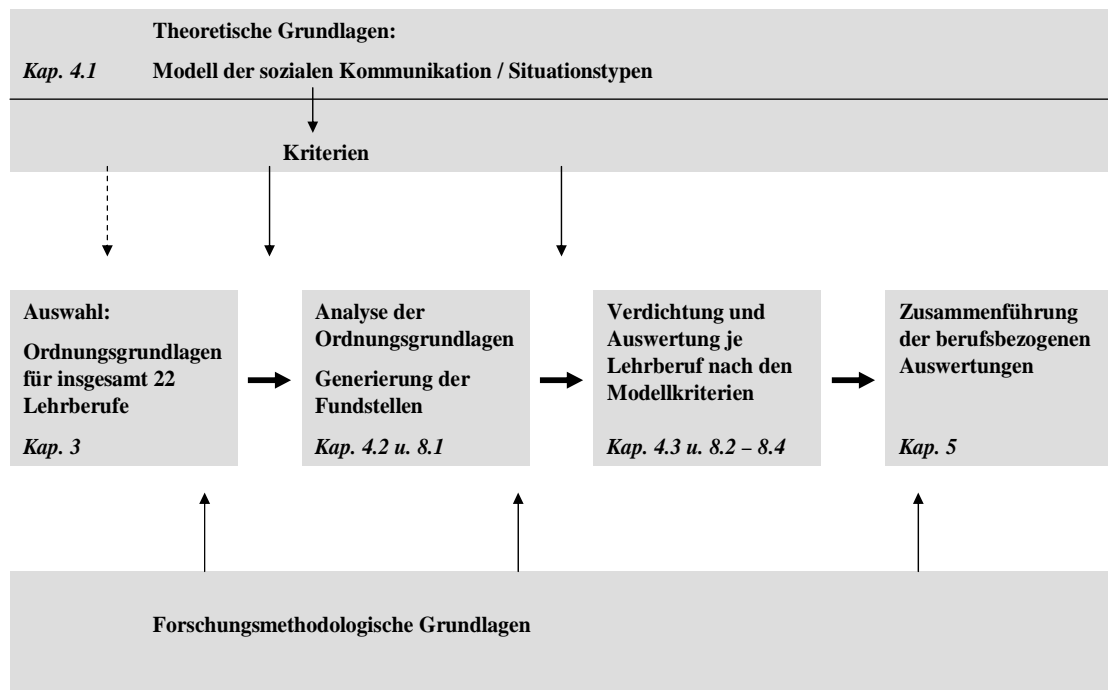 Theoretische Grundlagen:
Kap. 4.1 Modell der sozialen Kommunikation / Situationstypen
Kriterien
Auswahl:
Ordnungsgrundlagen
für insgesamt 22
Lehrberufe
Kap. 3
Analyse der
Ordnungsgrundlagen
Generierung der
Fundstellen
Kap. 4.2 u. 8.1
Verdichtung und
Auswertung je
Lehrberuf nach den
Modellkriterien
Kap. 4.3 u. 8.2 – 8.4
Zusammenführung
der berufsbezogenen
Auswertungen
Kap. 5
Forschungsmethodologische Grundlagen